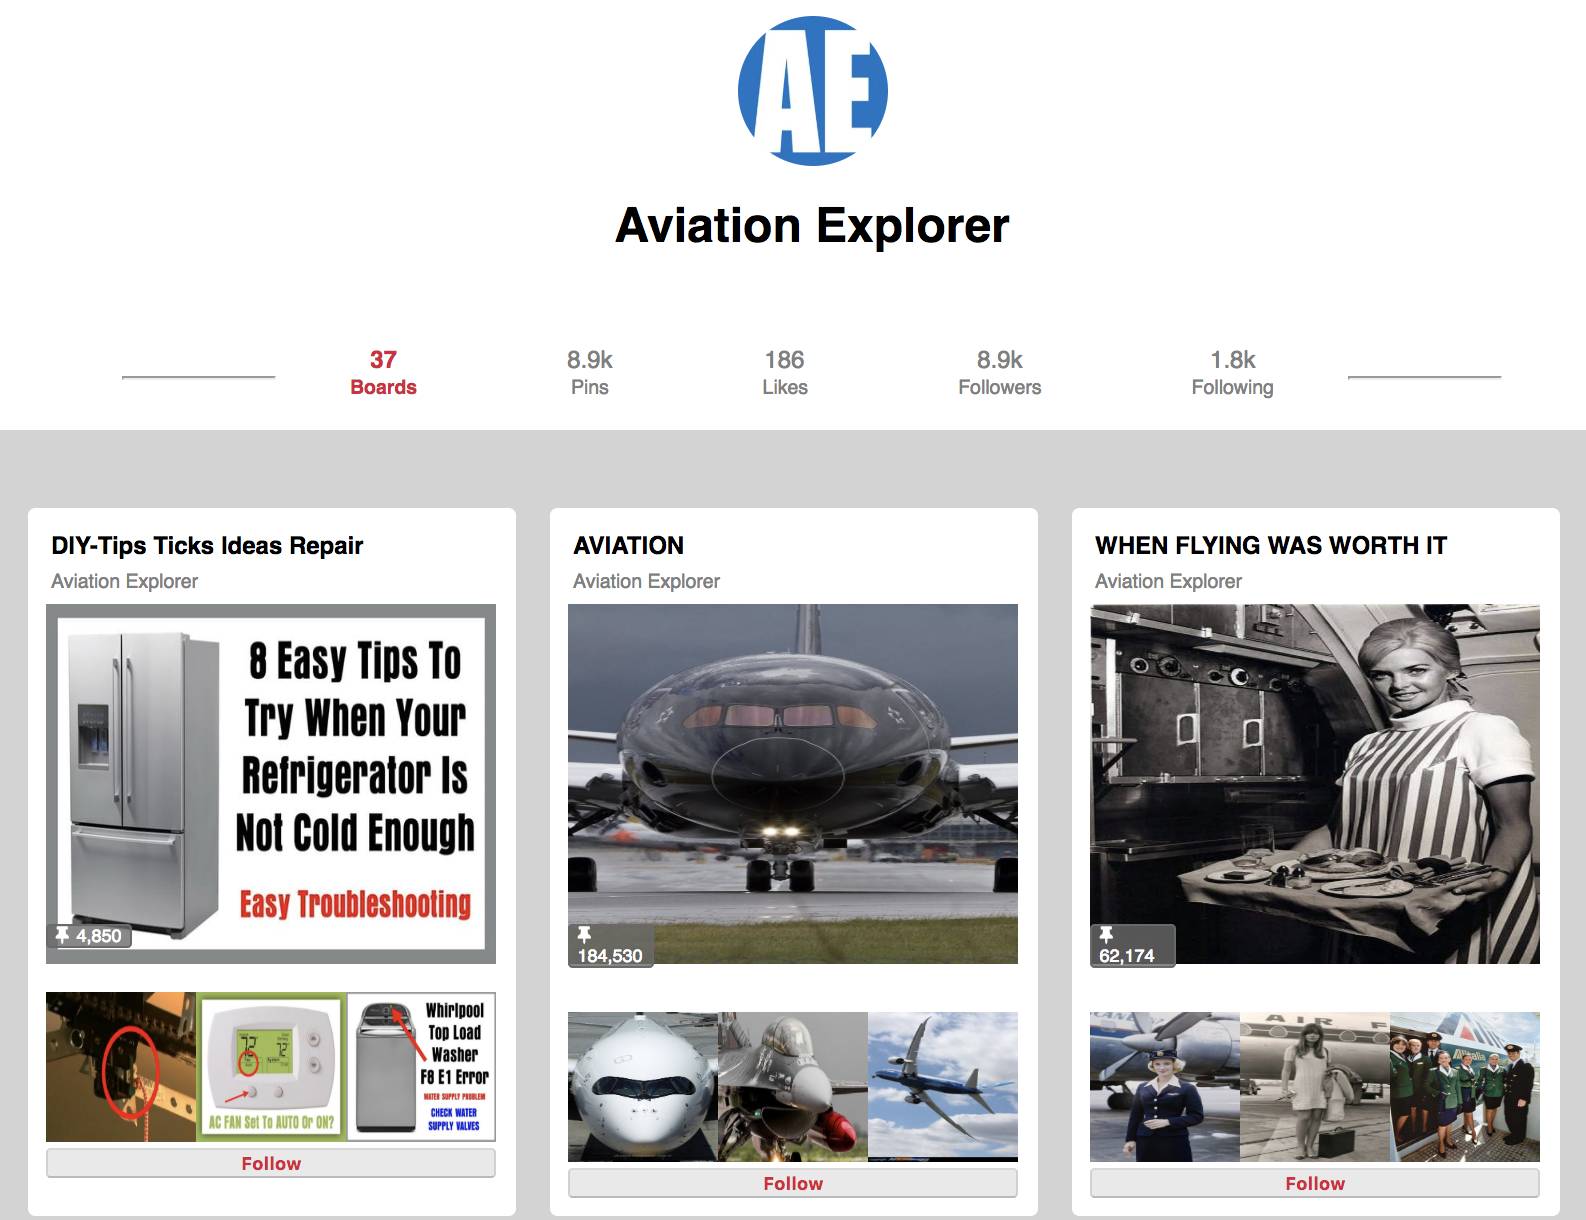 AE
Aviation Explorer
37
Boards
8.9k
Pins
186
Likes
8.9k
Followers
1.8k
Following
DIY-Tips Ticks Ideas Repair
Aviation Explorer
8 Easy Tips To
Try When Your
Refrigerator Is
Not Cold Enough
Easy Troubleshooting
4,850
72
72
AC FAN Set To AUTO Or ON?
Whirlpool
Top Load
Washer
F8 E1 Error
WATER SUPPLY PROBLEM
CHECK WATER
SUPPLY VALVES
Follow
AVIATION
Aviation Explorer
184,530
Follow
WHEN FLYING WAS WORTH IT
Aviation Explorer
62,174
AIR F
Alitalia
Follow